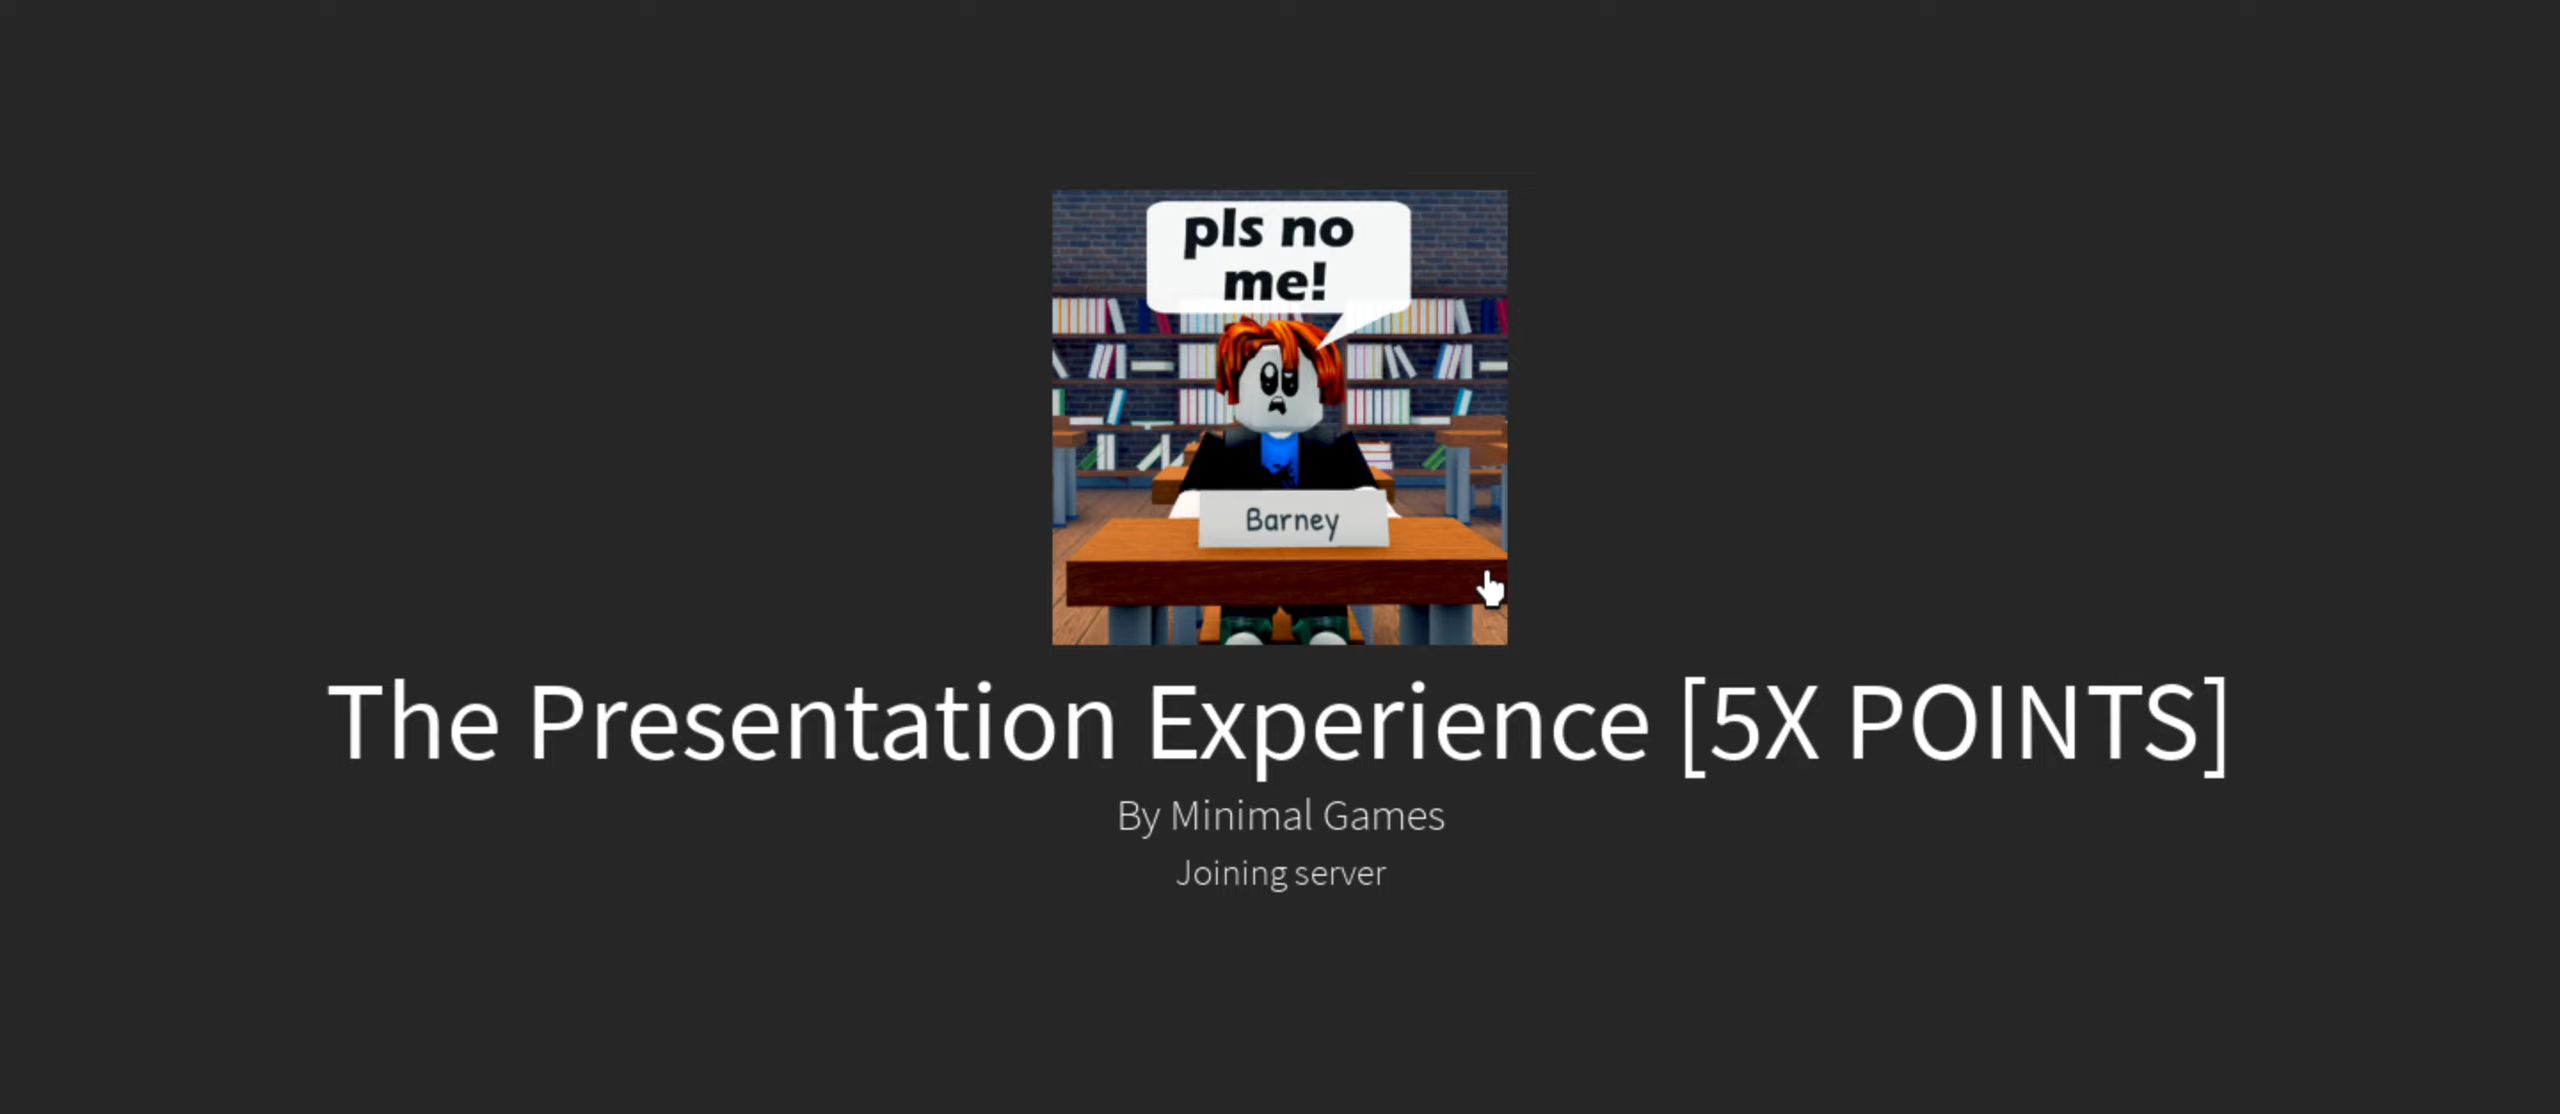 pls no
me!
Barney
The Presentation Experience [5X POINTS]
By Minimal Games
Joining server